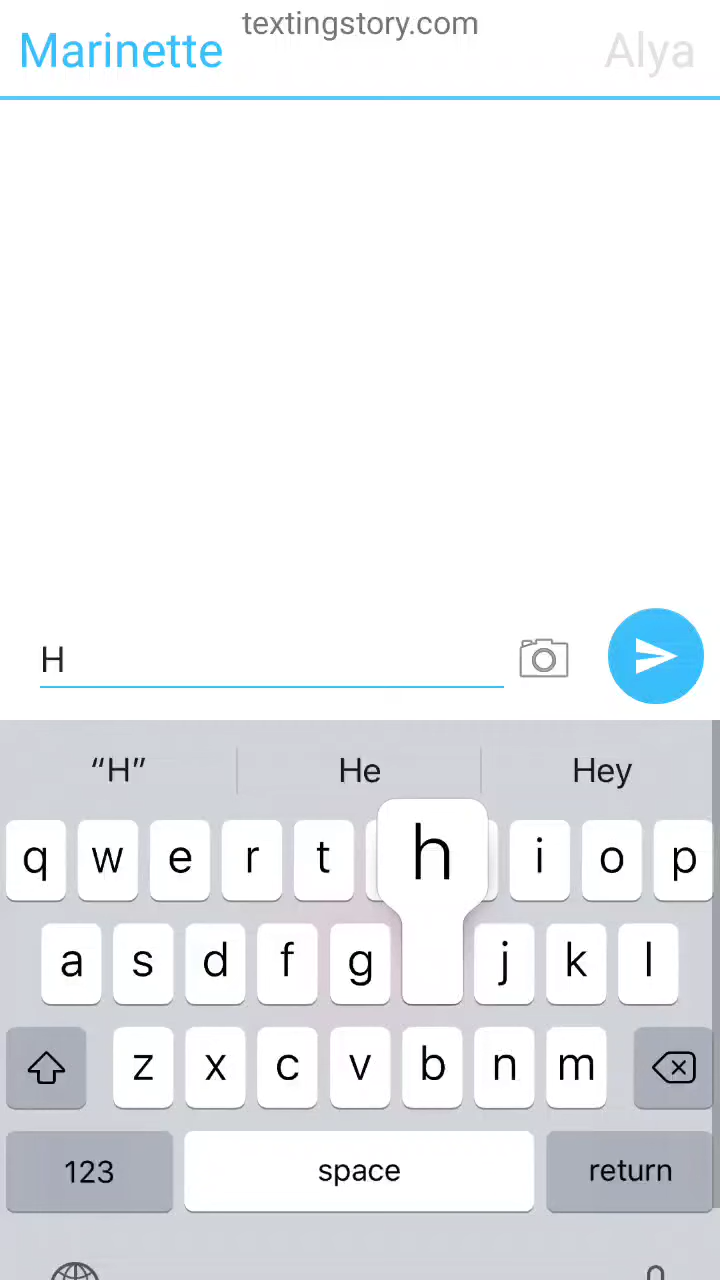 textingstory.com
Marinette Alya
H
“H” He Hey
q w e r t h i o p
a s d f g j k l
z x c v b n m
123 space return